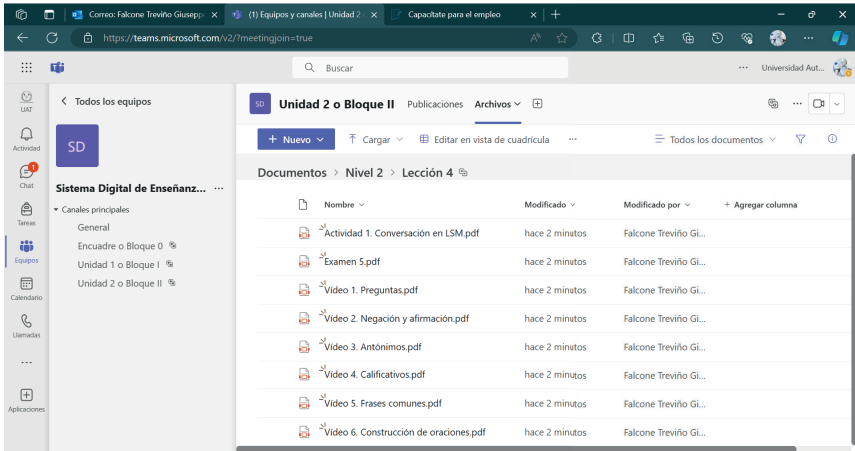 Correo: Falcone Treviño Giusepp
(1) Equipos y canales | Unidad 2
Capacítate para el empleo
https://teams.microsoft.com/v2/?meetingjoin=true
Buscar
Universidad Aut...
UAT
Actividad
Chat
1
Tareas
Equipos
Calendario
Llamadas
Aplicaciones
Todos los equipos
SD
Sistema Digital de Enseñanz... ...
Canales principales
General
Encuadre o Bloque 0
Unidad 1 o Bloque I
Unidad 2 o Bloque II
SD Unidad 2 o Bloque II Publicaciones Archivos
+ Nuevo Cargar Editar en vista de cuadrícula ... Todos los documentos
Documentos > Nivel 2 > Lección 4
Nombre Modificado Modificado por + Agregar columna
Actividad 1. Conversación en LSM.pdf hace 2 minutos Falcone Treviño Gi...
Examen 5.pdf hace 2 minutos Falcone Treviño Gi...
Vídeo 1. Preguntas.pdf hace 2 minutos Falcone Treviño Gi...
Vídeo 2. Negación y afirmación.pdf hace 2 minutos Falcone Treviño Gi...
Vídeo 3. Antónimos.pdf hace 2 minutos Falcone Treviño Gi...
Vídeo 4. Calificativos.pdf hace 2 minutos Falcone Treviño Gi...
Vídeo 5. Frases comunes.pdf hace 2 minutos Falcone Treviño Gi...
Vídeo 6. Construcción de oraciones.pdf hace 2 minutos Falcone Treviño Gi...